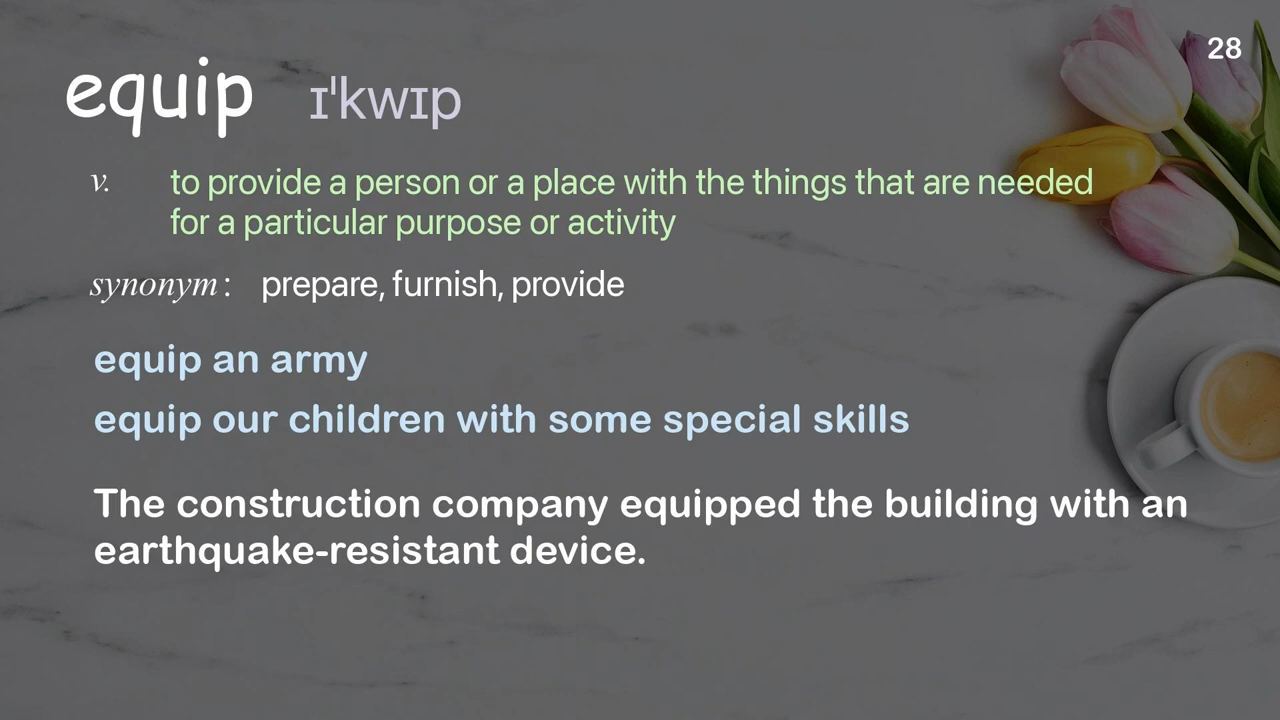 28
equip ɪˈkwɪp
v. to provide a person or a place with the things that are needed
for a particular purpose or activity
synonym : prepare, furnish, provide
equip an army
equip our children with some special skills
The construction company equipped the building with an
earthquake-resistant device.